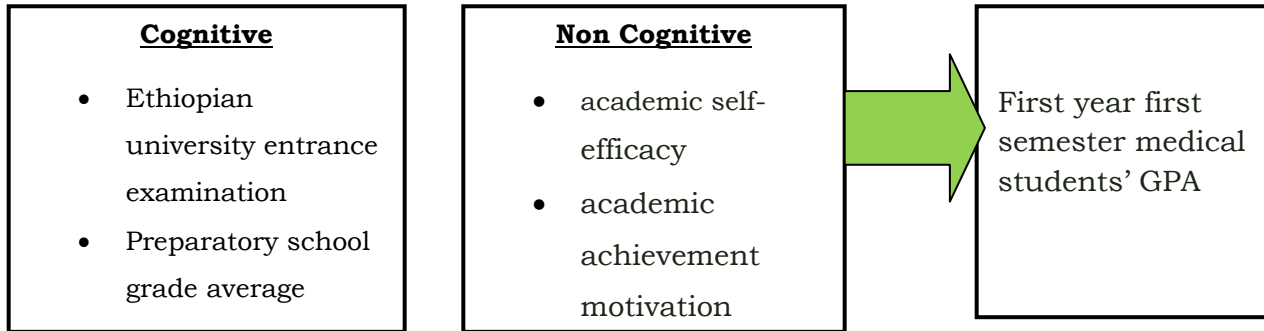 Cognitive
• Ethiopian
university entrance
examination
• Preparatory school
grade average
Non Cognitive
• academic self-
efficacy
• academic
achievement
motivation
First year first
semester medical
students’ GPA